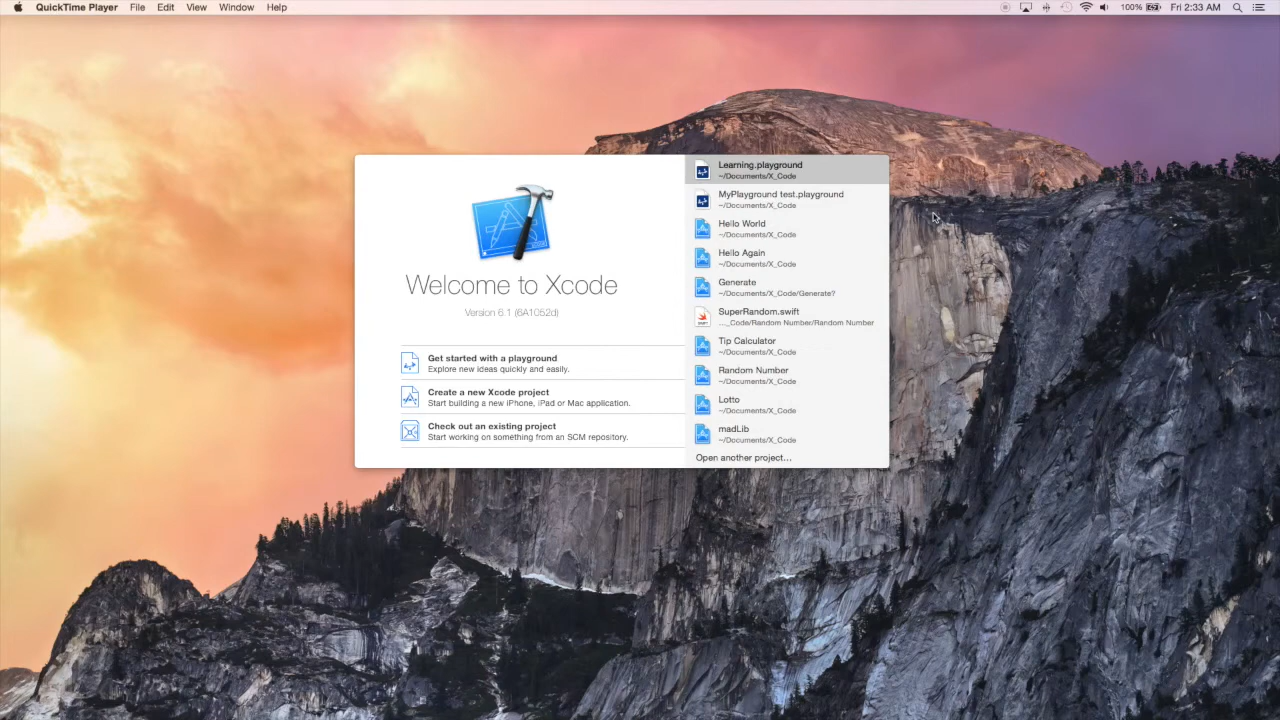 QuickTime Player File Edit View Window Help 100% Fri 2:33 AM
Welcome to Xcode
Version 6.1 (6A1052d)
Get started with a playground
Explore new ideas quickly and easily.
Create a new Xcode project
Start building a new iPhone, iPad or Mac application.
Check out an existing project
Start working on something from an SCM repository.
Learning.playground
~/Documents/X_Code
MyPlayground test.playground
~/Documents/X_Code
Hello World
~/Documents/X_Code
Hello Again
~/Documents/X_Code
Generate
~/Documents/X_Code/Generate?
SWIFT
SuperRandom.swift
..._Code/Random Number/Random Number
Tip Calculator
~/Documents/X_Code
Random Number
~/Documents/X_Code
Lotto
~/Documents/X_Code
madLib
~/Documents/X_Code
Open another project...